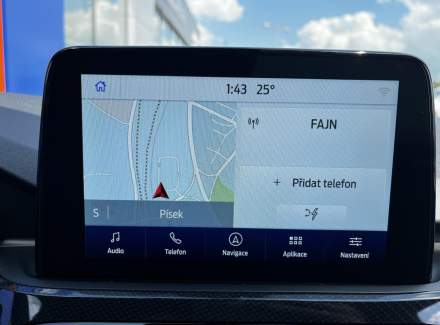 1:43 25°
FAJN
+ Přidat telefon
S Písek
Audio Telefon Navigace Aplikace Nastavení